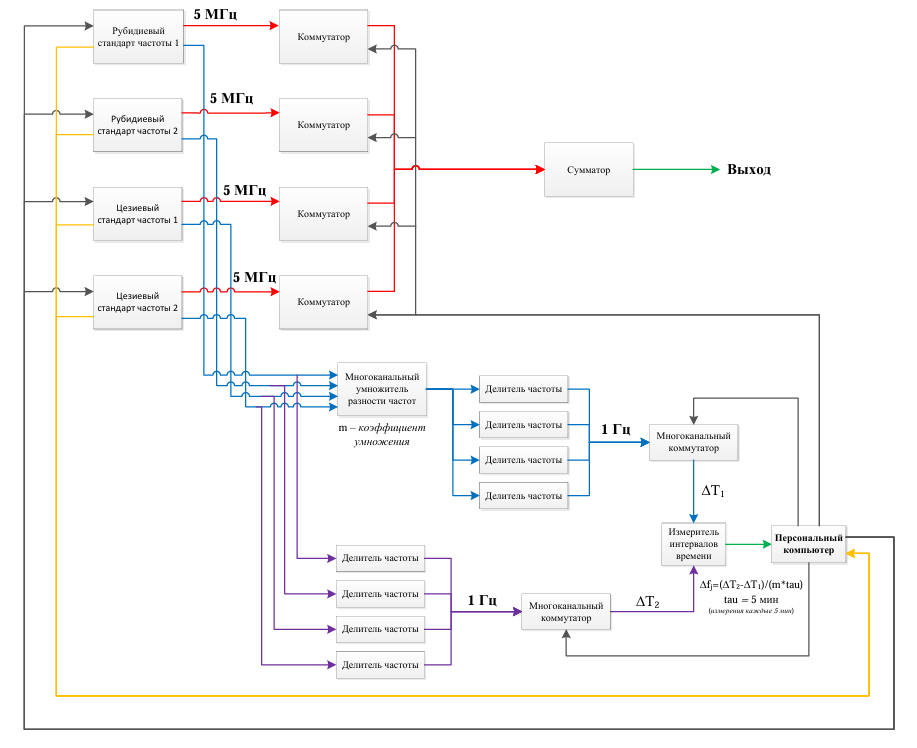 5 МГц
Рубидиевый
стандарт частоты 1
Коммутатор
5 МГц
Рубидиевый
стандарт частоты 2
Коммутатор
Сумматор
Выход
5 МГц
Цезиевый
стандарт частоты 1
Коммутатор
5 МГц
Цезиевый
стандарт частоты 2
Коммутатор
Многоканальный
умножитель
разности частот
m – коэффициент
умножения
Делитель частоты
Делитель частоты
Делитель частоты
Делитель частоты
1 Гц
Многоканальный
коммутатор
ΔT₁
Измеритель
интервалов
времени
Персональный
компьютер
Δfj=(ΔT₂-ΔT₁)/(m*tau)
tau = 5 мин
(измерения каждые 5 мин)
Делитель частоты
Делитель частоты
Делитель частоты
Делитель частоты
1 Гц
Многоканальный
коммутатор
ΔT₂